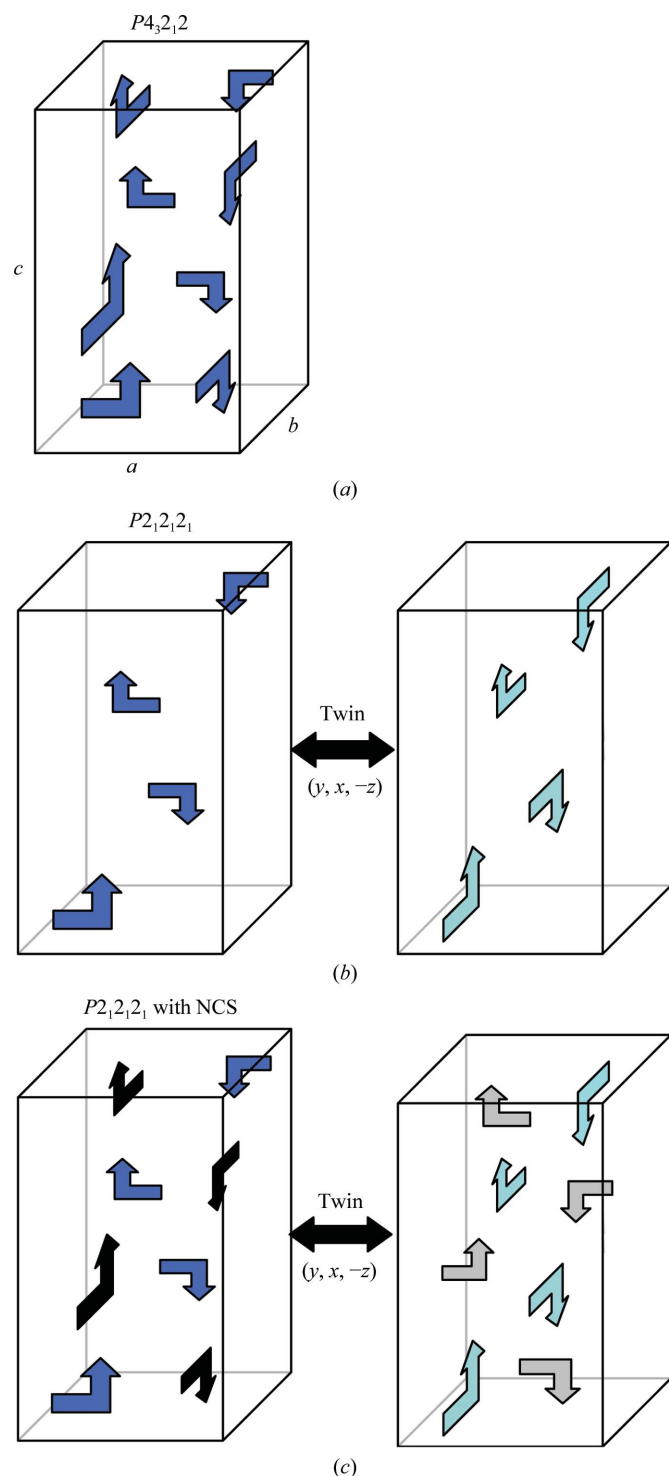 P4₃2₁2
c
b
a
(a)
P2₁2₁2₁
Twin
(y, x, −z)
(b)
P2₁2₁2₁ with NCS
Twin
(y, x, −z)
(c)